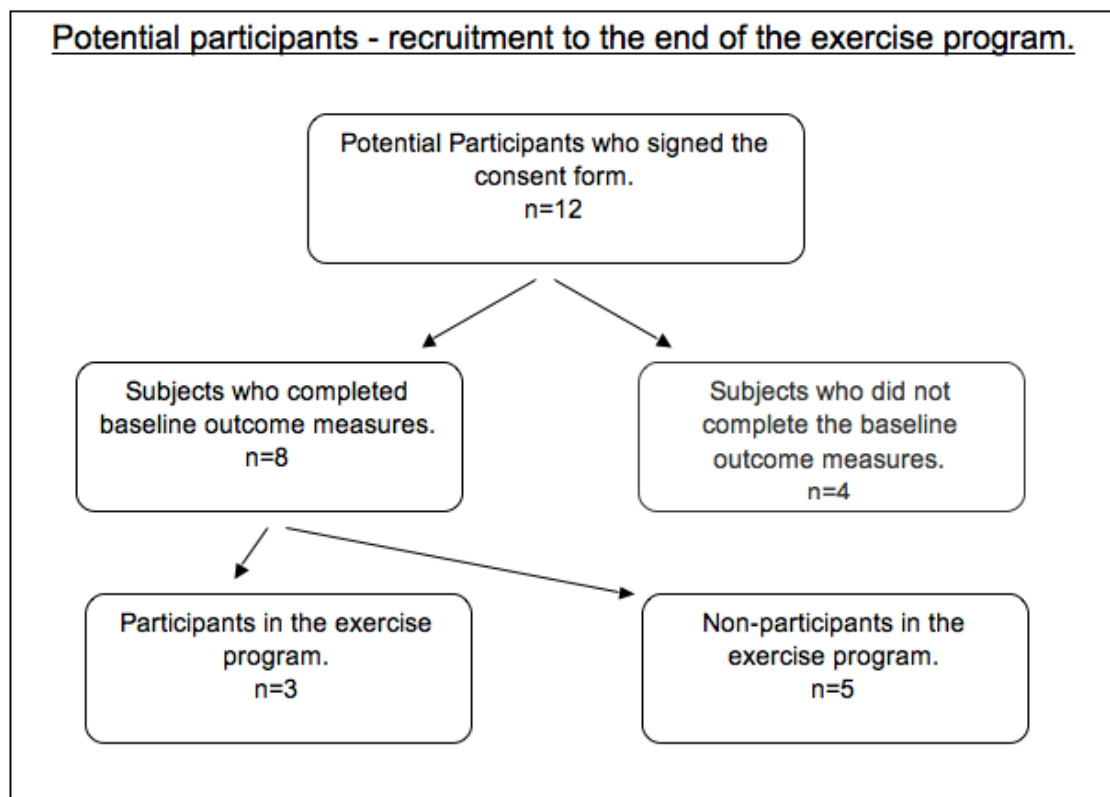 Potential participants - recruitment to the end of the exercise program.
Potential Participants who signed the
consent form.
n=12
Subjects who completed
baseline outcome measures.
n=8
Subjects who did not
complete the baseline
outcome measures.
n=4
Participants in the exercise
program.
n=3
Non-participants in the
exercise program.
n=5